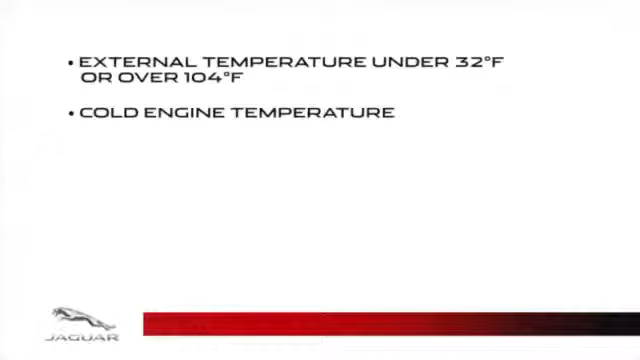 • EXTERNAL TEMPERATURE UNDER 32°F
OR OVER 104°F
• COLD ENGINE TEMPERATURE
JAGUAR